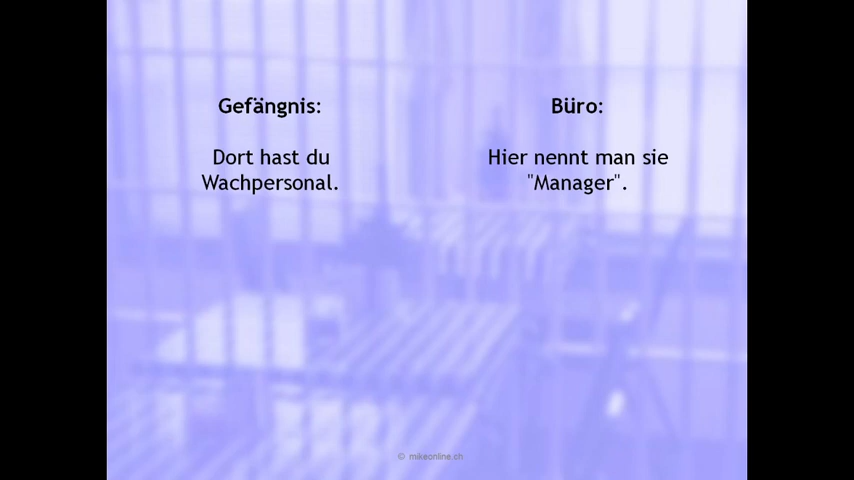 Gefängnis:
Dort hast du
Wachpersonal.
Büro:
Hier nennt man sie
"Manager".
© mikeonline.ch